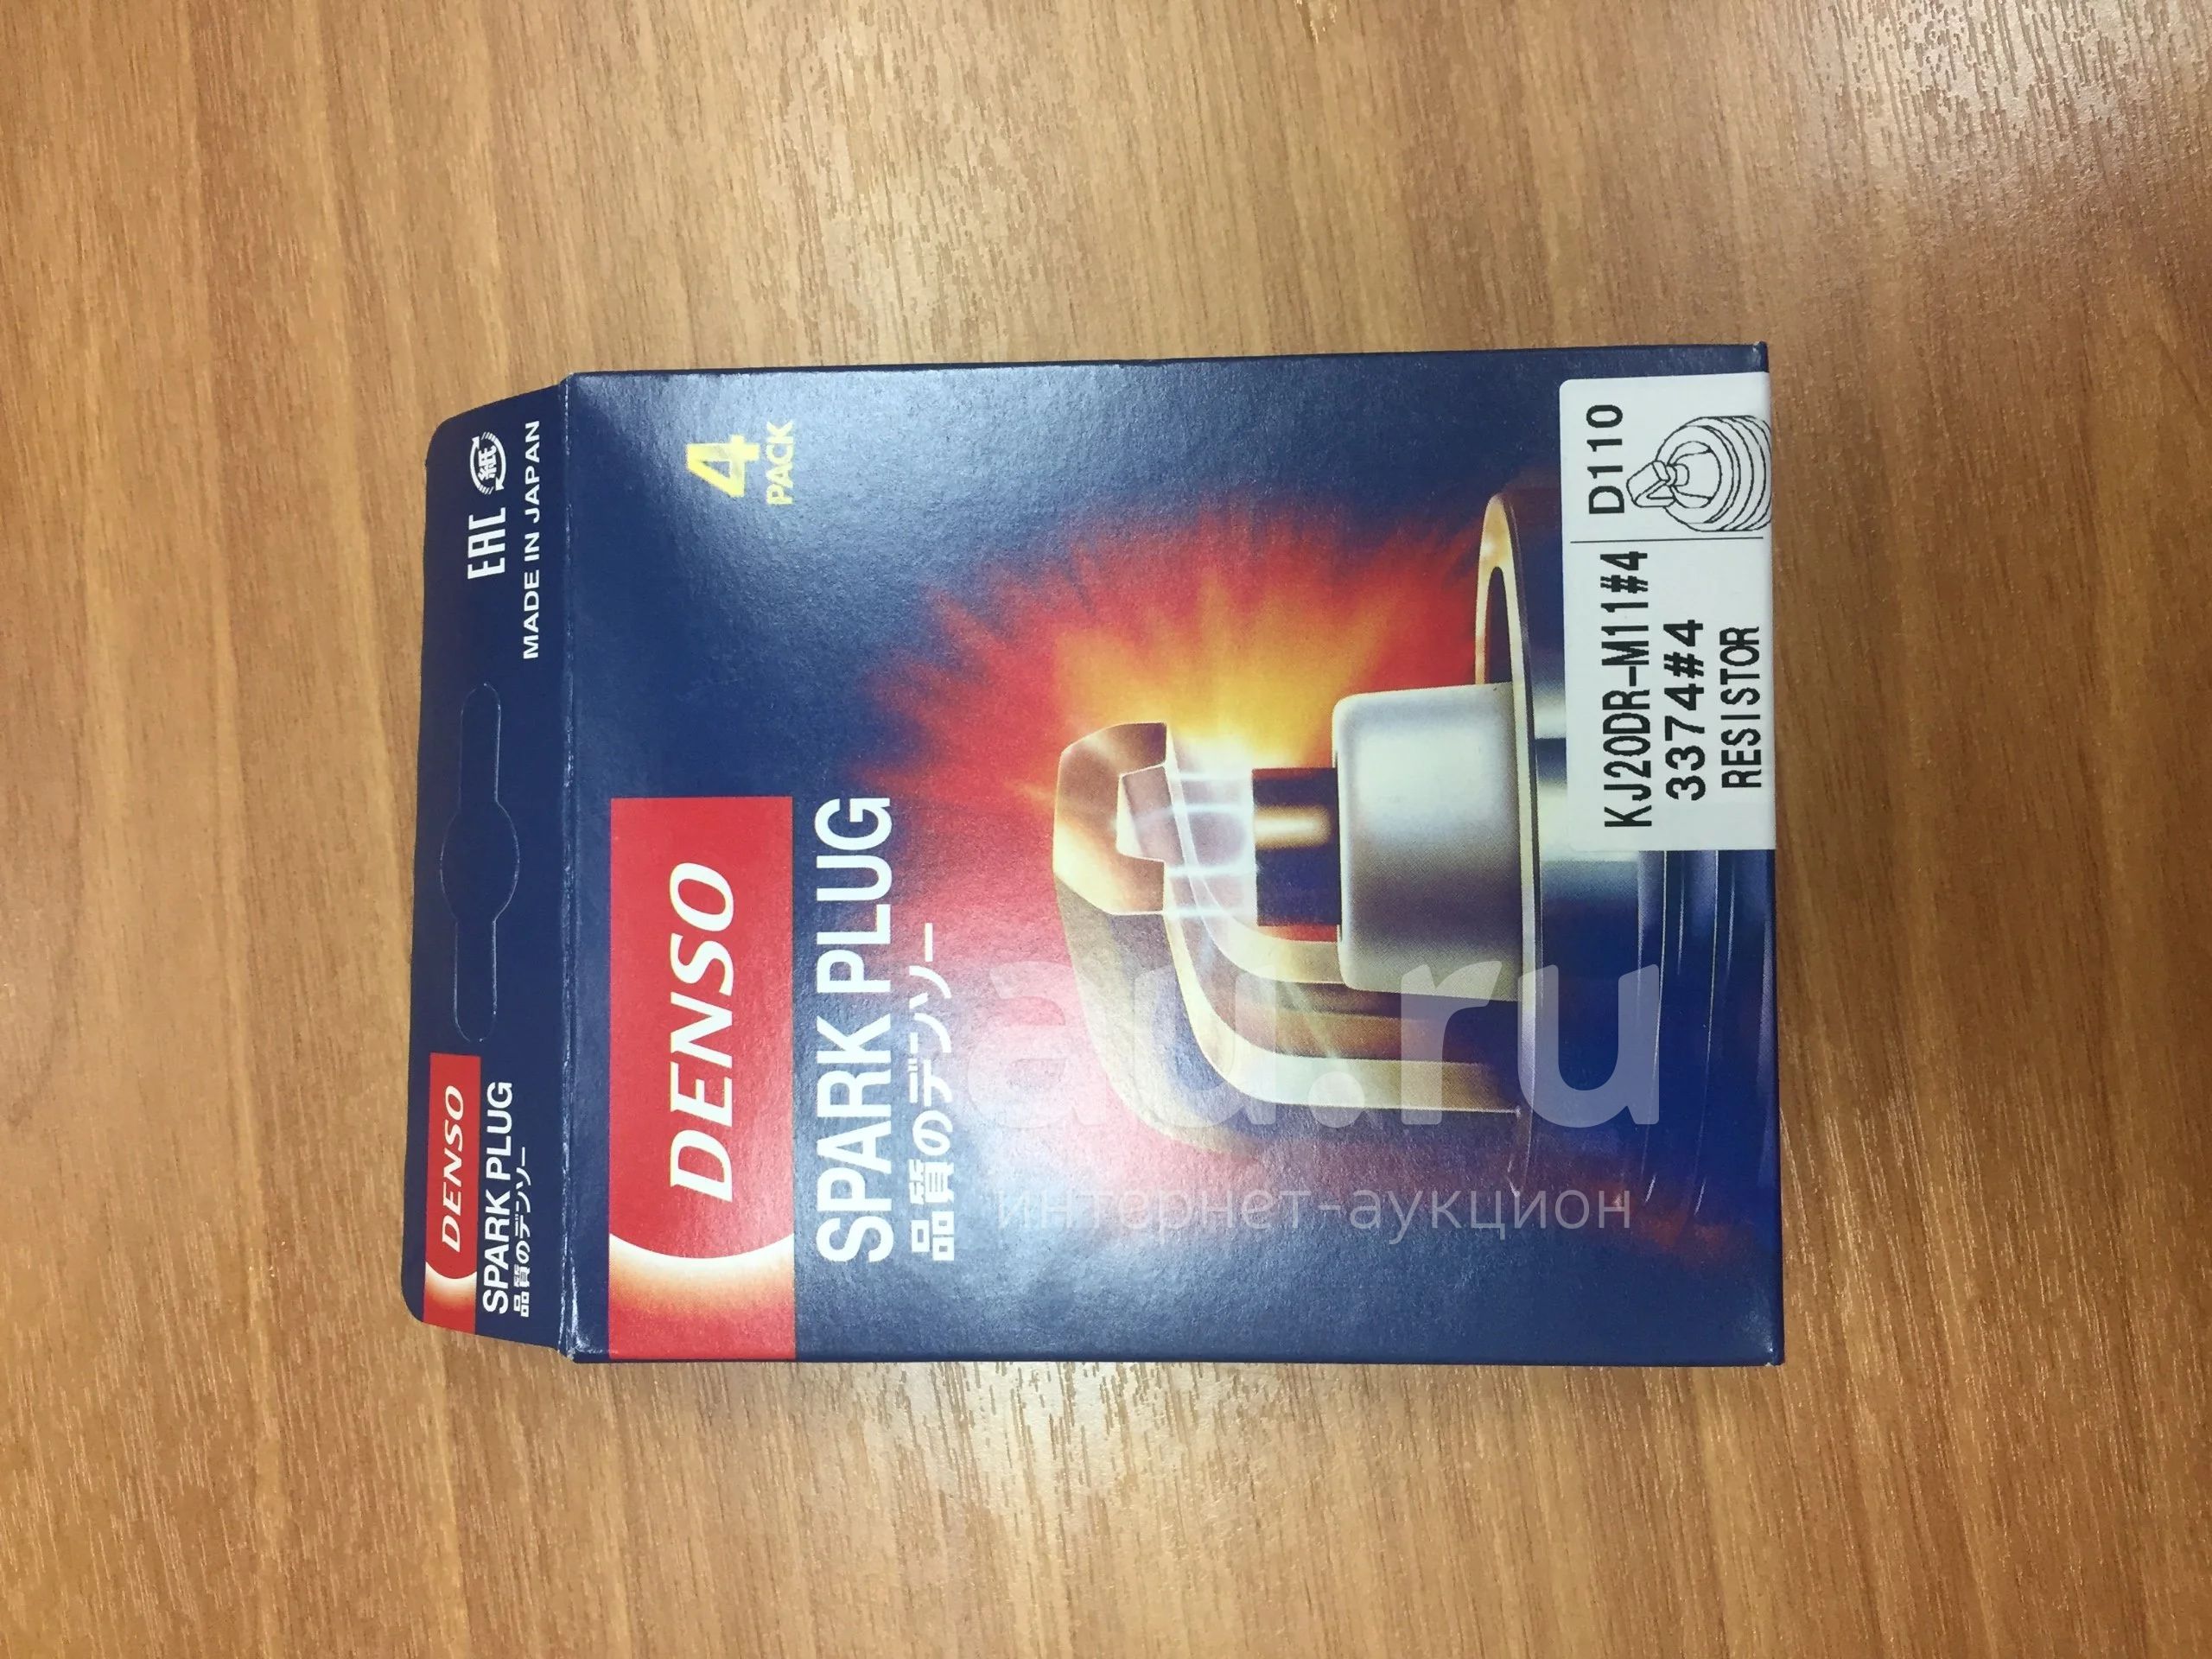 DENSO
SPARK PLUG
品質のデンソー
EAC 紙
MADE IN JAPAN
4
PACK
DENSO
SPARK PLUG
品質のデンソー
KJ20DR-M11#4
3374#4
RESISTOR
D110
au.ru
интернет-аукцион